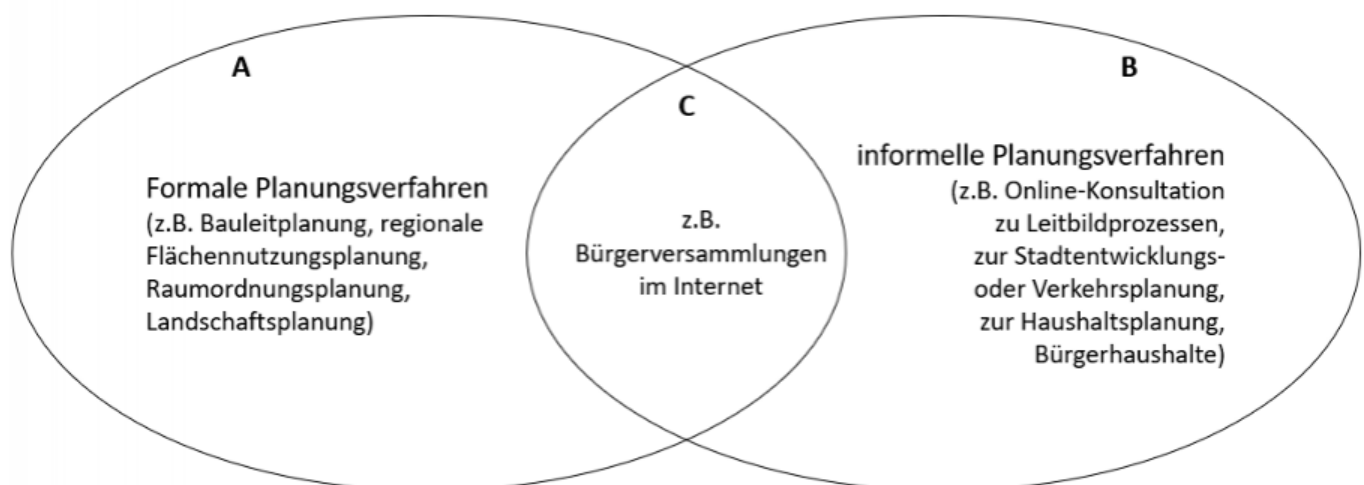 A
Formale Planungsverfahren
(z.B. Bauleitplanung, regionale
Flächennutzungsplanung,
Raumordnungsplanung,
Landschaftsplanung)
C
z.B.
Bürgerversammlungen
im Internet
B
informelle Planungsverfahren
(z.B. Online-Konsultation
zu Leitbildprozessen,
zur Stadtentwicklungs-
oder Verkehrsplanung,
zur Haushaltsplanung,
Bürgerhaushalte)